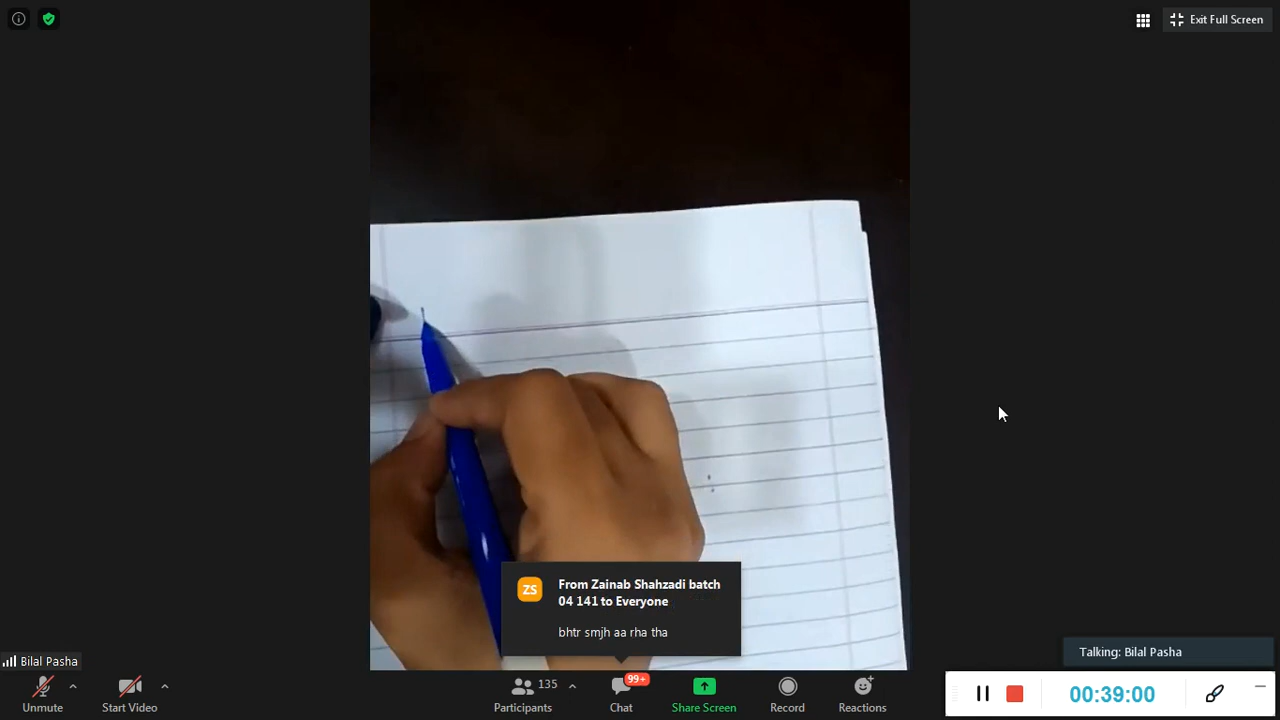 Exit Full Screen
ZS
From Zainab Shahzadi batch
04 141 to Everyone
bhtr smjh aa rha tha
Bilal Pasha
Talking: Bilal Pasha
Unmute
Start Video
135
Participants
99+
Chat
Share Screen
Record
Reactions
00:39:00